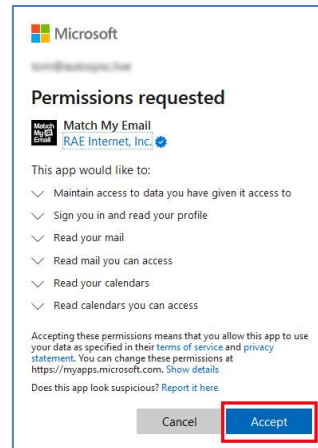 Microsoft
Permissions requested
Match My Email
Match My Email
RAE Internet, Inc.
This app would like to:
Maintain access to data you have given it access to
Sign you in and read your profile
Read your mail
Read mail you can access
Read your calendars
Read calendars you can access
Accepting these permissions means that you allow this app to use
your data as specified in their terms of service and privacy
statement. You can change these permissions at
https://myapps.microsoft.com. Show details
Does this app look suspicious? Report it here
Cancel
Accept